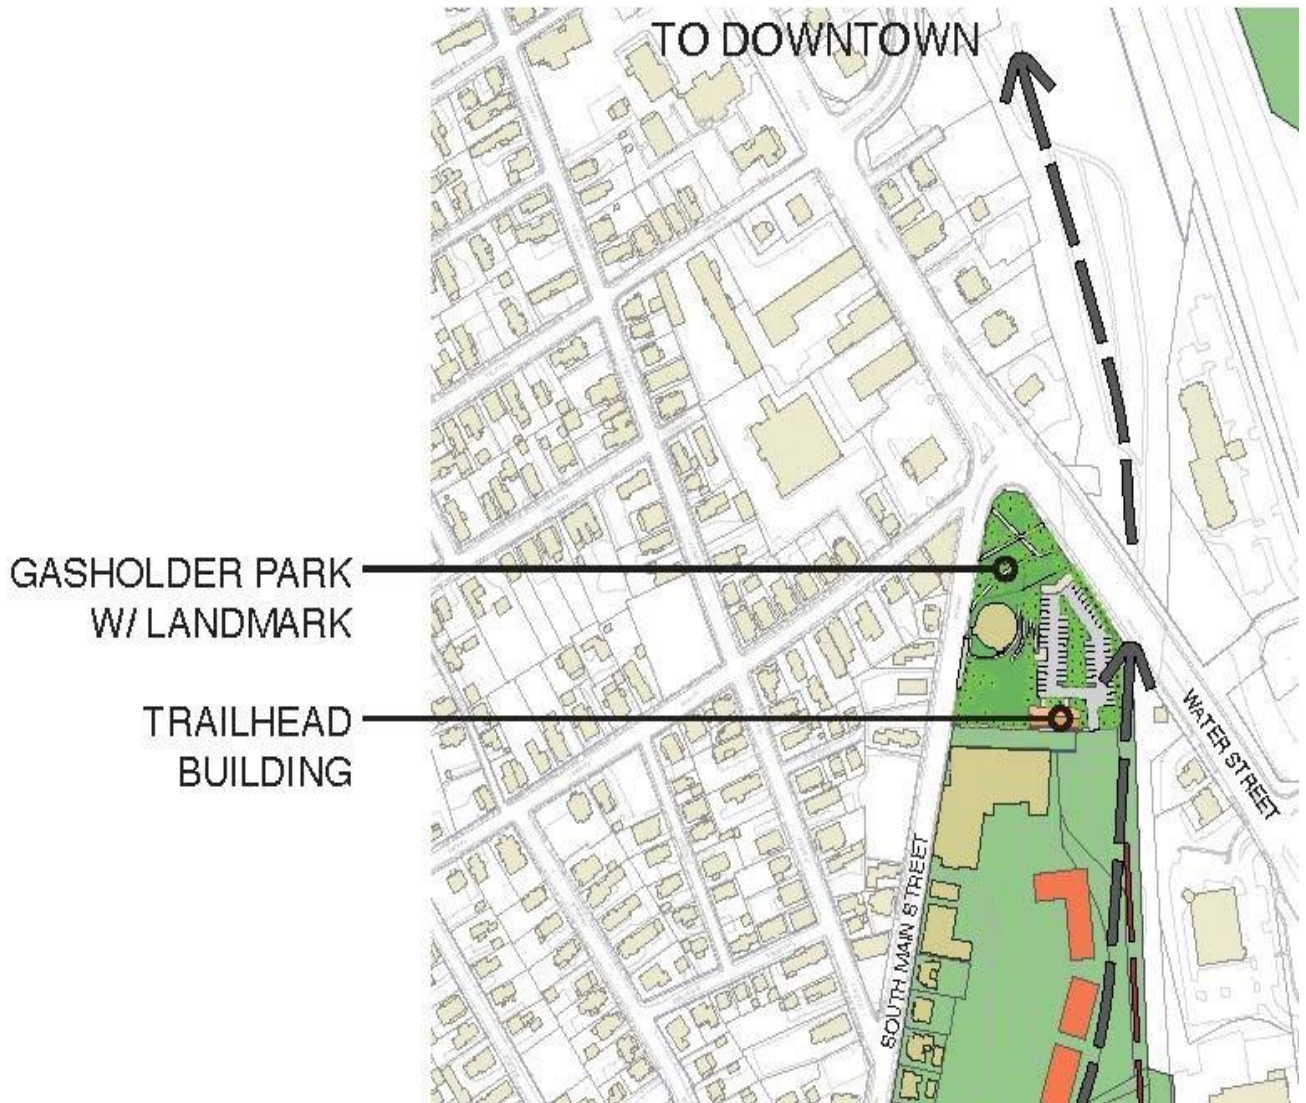 TO DOWNTOWN
GASHOLDER PARK
W/ LANDMARK
TRAILHEAD
BUILDING
WATER STREET
SOUTH MAIN STREET